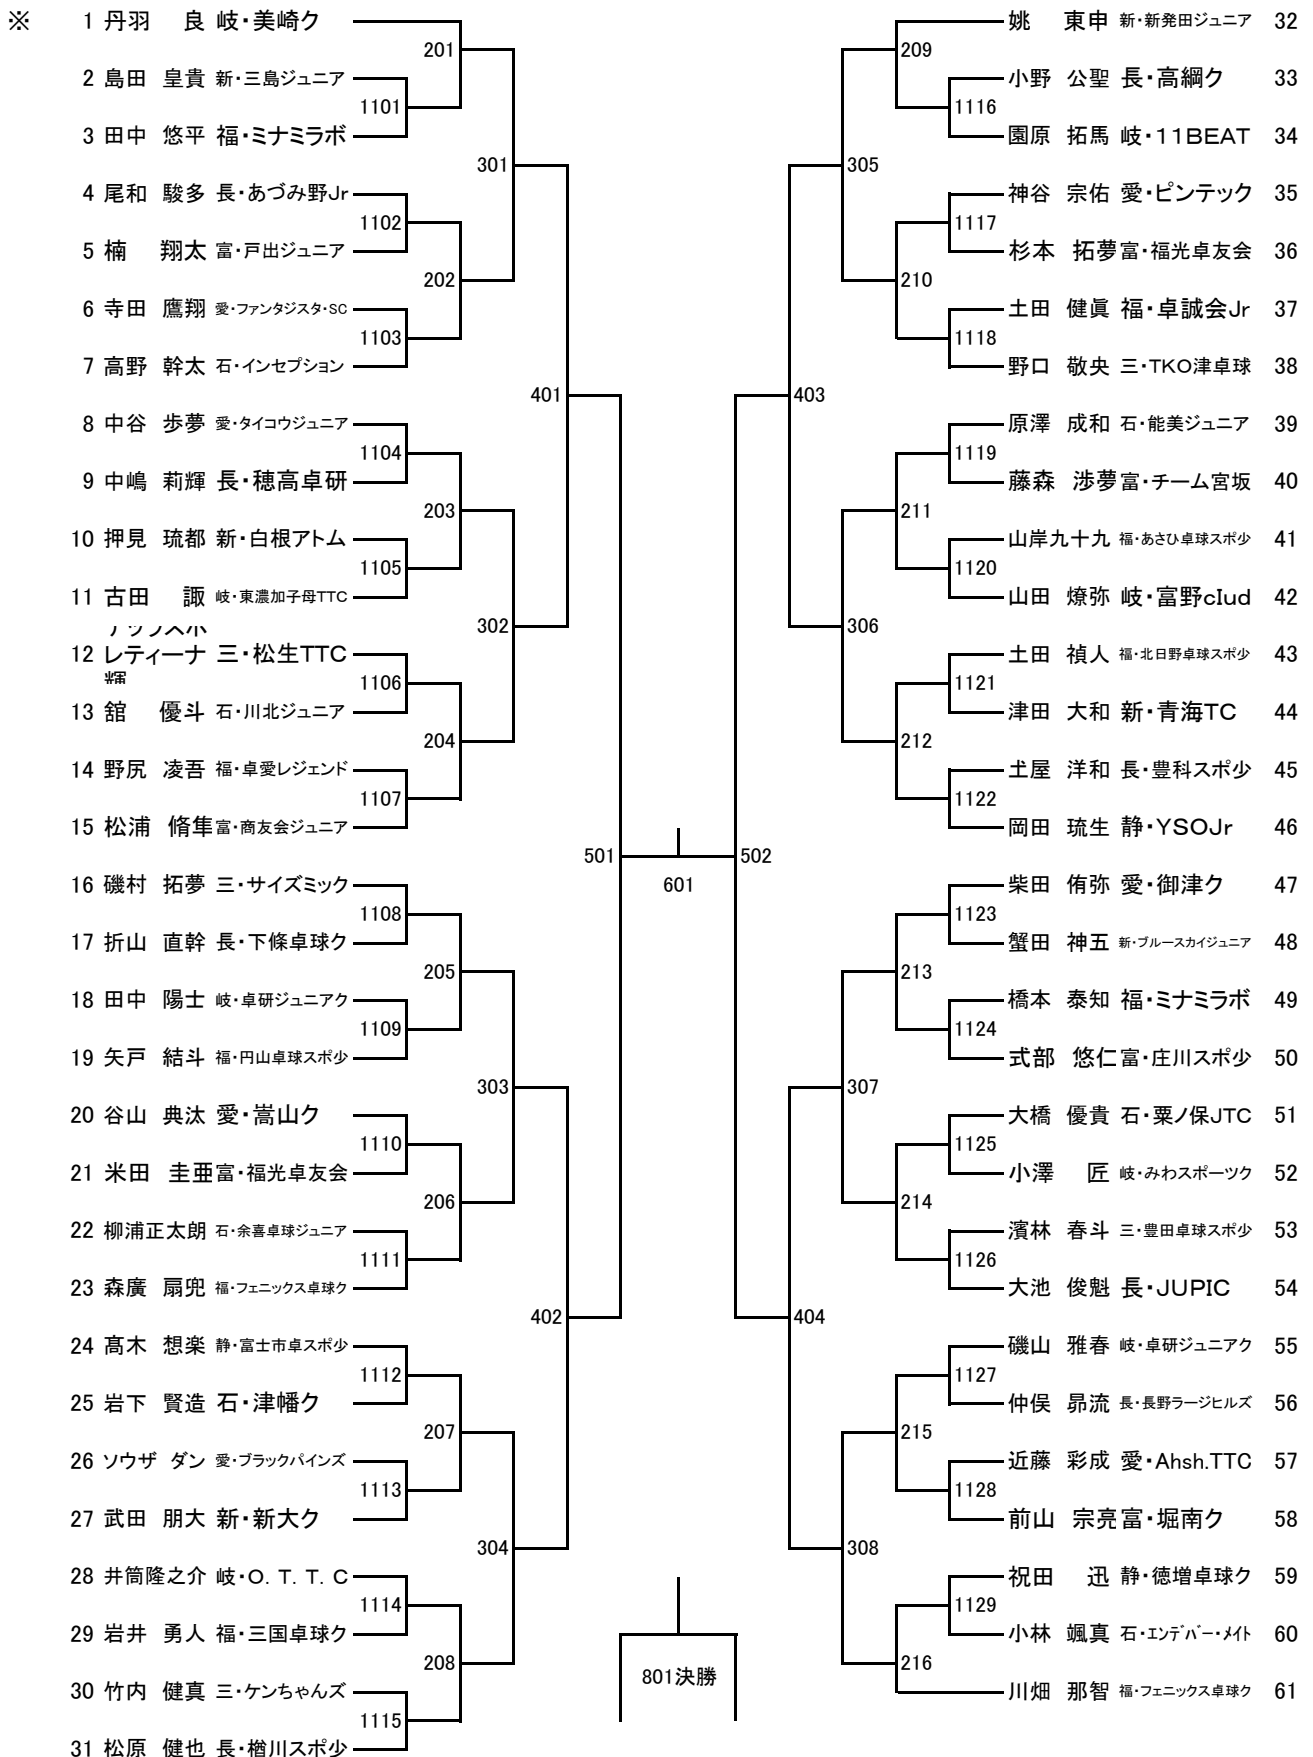 ※ 1 丹羽 良 岐・美崎ク
201
2 島田 皇貴 新・三島ジュニア
1101
3 田中 悠平 福・ミナミラボ
301
4 尾和 駿多 長・あづみ野Jr
1102
5 楠 翔太 富・戸出ジュニア
202
6 寺田 鷹翔 愛・ファンタジスタ・SC
1103
7 高野 幹太 石・インセプション
401
8 中谷 歩夢 愛・タイコウジュニア
1104
9 中嶋 莉輝 長・穂高卓研
203
10 押見 琉都 新・白根アトム
1105
11 古田 諏 岐・東濃加子母TTC
302
12 レティーナ 三・松生TTC
輝
1106
13 舘 優斗 石・川北ジュニア
204
14 野尻 凌吾 福・卓愛レジェンド
1107
15 松浦 脩隼 富・商友会ジュニア
501
16 磯村 拓夢 三・サイズミック
1108
17 折山 直幹 長・下條卓球ク
205
18 田中 陽士 岐・卓研ジュニアク
1109
19 矢戸 結斗 福・円山卓球スポ少
303
20 谷山 典汰 愛・嵩山ク
1110
21 米田 圭亜 富・福光卓友会
206
22 柳浦正太朗 石・余喜卓球ジュニア
1111
23 森廣 扇兜 福・フェニックス卓球ク
402
24 髙木 想楽 静・富士市卓スポ少
1112
25 岩下 賢造 石・津幡ク
207
26 ソウザ ダン 愛・ブラックパインズ
1113
27 武田 朋大 新・新大ク
304
28 井筒隆之介 岐・O.T.T.C
1114
29 岩井 勇人 福・三国卓球ク
208
30 竹内 健真 三・ケンちゃんズ
1115
31 松原 健也 長・楢川スポ少
601
801決勝
姚 東申 新・新発田ジュニア 32
209
小野 公聖 長・高綱ク 33
1116
園原 拓馬 岐・11BEAT 34
305
神谷 宗佑 愛・ピンテック 35
1117
杉本 拓夢 富・福光卓友会 36
210
土田 健眞 福・卓誠会Jr 37
1118
野口 敬央 三・TKO津卓球 38
403
原澤 成和 石・能美ジュニア 39
1119
藤森 渉夢 富・チーム宮坂 40
211
山岸九十九 福・あさひ卓球スポ少 41
1120
山田 燎弥 岐・富野cIud 42
306
土田 禎人 福・北日野卓球スポ少 43
1121
津田 大和 新・青海TC 44
212
土屋 洋和 長・豊科スポ少 45
1122
岡田 琉生 静・YSOJr 46
502
柴田 侑弥 愛・御津ク 47
1123
蟹田 神五 新・ブルースカイジュニア 48
213
橋本 泰知 福・ミナミラボ 49
1124
式部 悠仁 富・庄川スポ少 50
307
大橋 優貴 石・粟ノ保JTC 51
1125
小澤 匠 岐・みわスポーツク 52
214
濱林 春斗 三・豊田卓球スポ少 53
1126
大池 俊魁 長・JUPIC 54
404
磯山 雅春 岐・卓研ジュニアク 55
1127
仲俣 昴流 長・長野ラージヒルズ 56
215
近藤 彩成 愛・Ahsh.TTC 57
1128
前山 宗亮 富・堀南ク 58
308
祝田 迅 静・徳増卓球ク 59
1129
小林 颯真 石・エンデバー・メイト 60
216
川畑 那智 福・フェニックス卓球ク 61